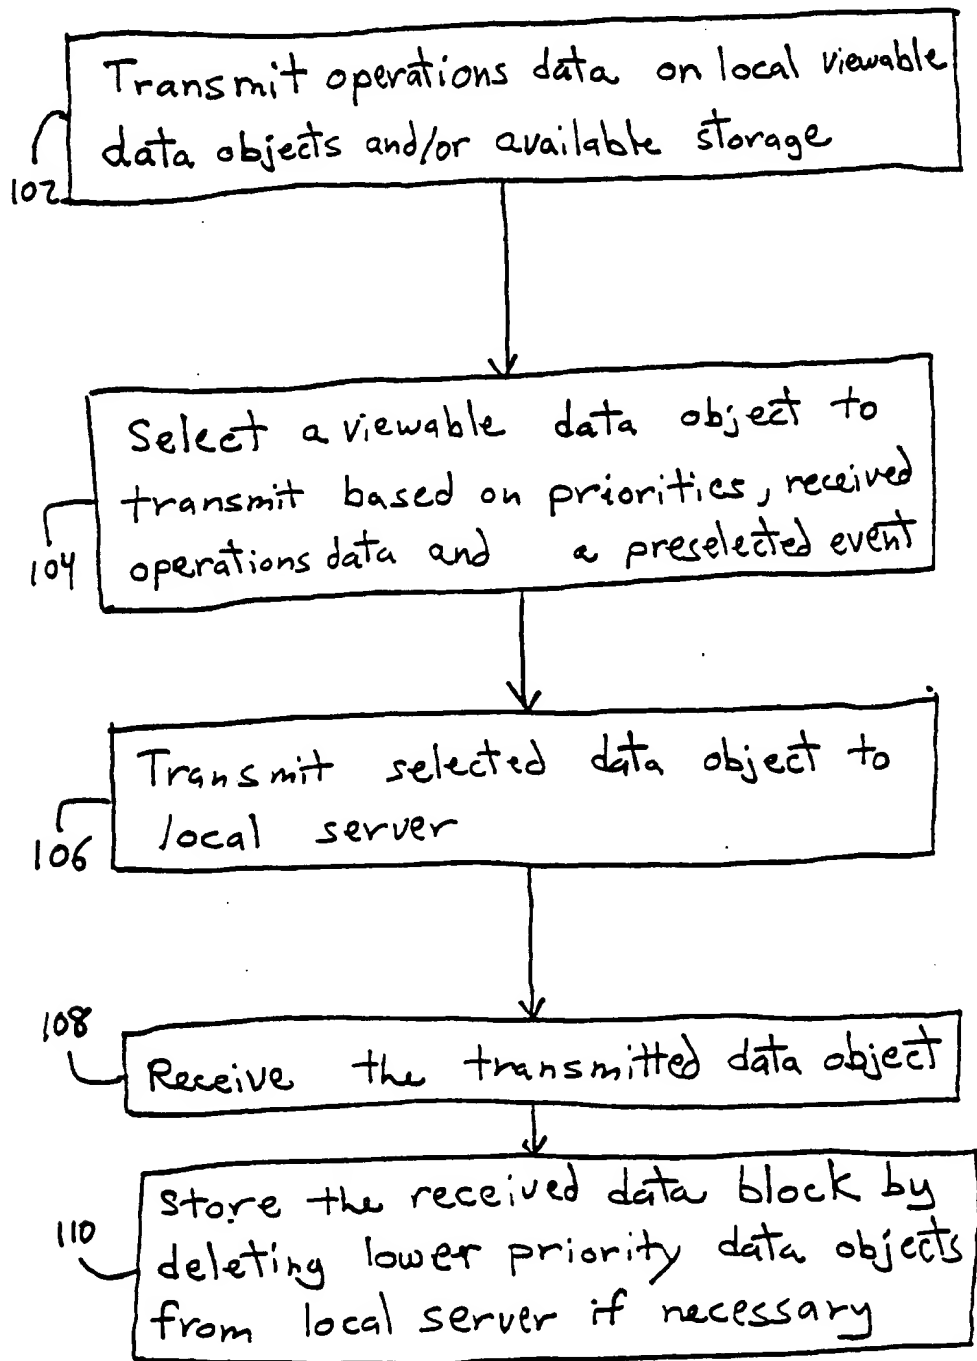 Transmit operations data on local viewable
data objects and/or available storage
102
Select a viewable data object to
transmit based on priorities, received
operations data and a preselected event
104
Transmit selected data object to
local server
106
108
Receive the transmitted data object
110
Store the received data block by
deleting lower priority data objects
from local server if necessary